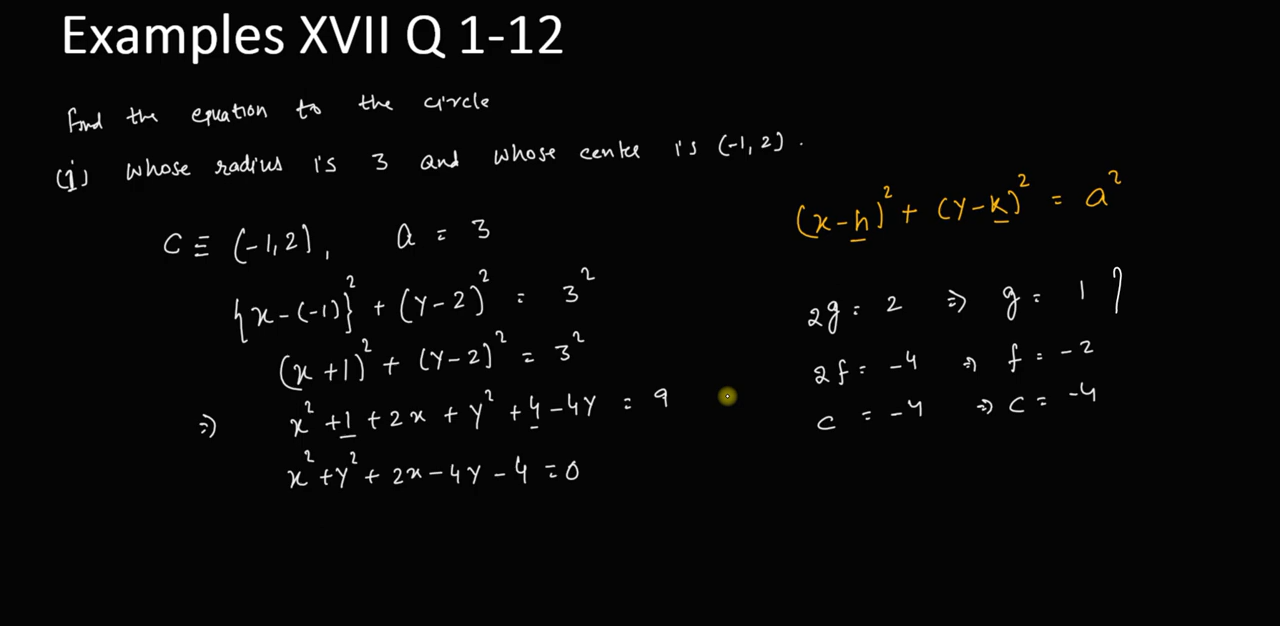 Examples XVII Q 1-12
Find the equation to the circle
(1) whose radius is 3 and whose center is (-1, 2).
(x-h)² + (y-k)² = a²
C ≡ (-1,2), a = 3
{x-(-1)}² + (y-2)² = 3²
2g = 2 => g = 1
(x+1)² + (y-2)² = 3²
2f = -4 => f = -2
=> x² + 1 + 2x + y² + 4 - 4y = 9
c = -4 => c = -4
x² + y² + 2x - 4y - 4 = 0